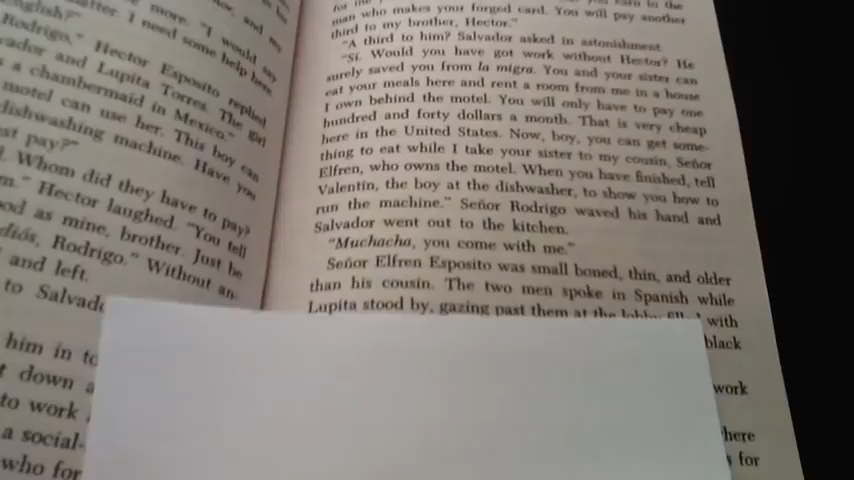 English?"
more. "I would say
matter. I need some help here
Rodrigo." Hector Esposito replied
Salvador and Lupita Torres. The girl
s a chambermaid in Mexico."
motel can use her. This boy can
dishwashing machine. Have you
pay?"
Whom did they have to pay?
Hector laughed. "You tell
as mine, brother. Just be
Rodrigo." Without an-
and left.
to
him in
down
to work
a social-
who for
man who makes your forged card. You will pay another
third to my brother, Hector."
"A third to him? Salvador asked in astonishment.
"Sí. Would you have got work without Hector? He
surely saved you from la migra. You and your sister can
eat your meals here and rent a room from me in a house
I own behind the motel. You will only have to pay one
hundred and forty dollars a month. That is very cheap
here in the United States. Now, boy, you can get some-
thing to eat while I take your sister to my cousin, Señor
Elfren, who owns the motel. When you have finished, tell
Valentin, the boy at the dishwasher, to show you how to
run the machine." Señor Rodrigo waved his hand and
Salvador went out to the kitchen.
"Muchacha, you come with me."
Señor Elfren Esposito was small boned, thin, and older
than his cousin. The two men spoke in Spanish while
Lupita stood by, gazing past them at the lobby with
black
work
for